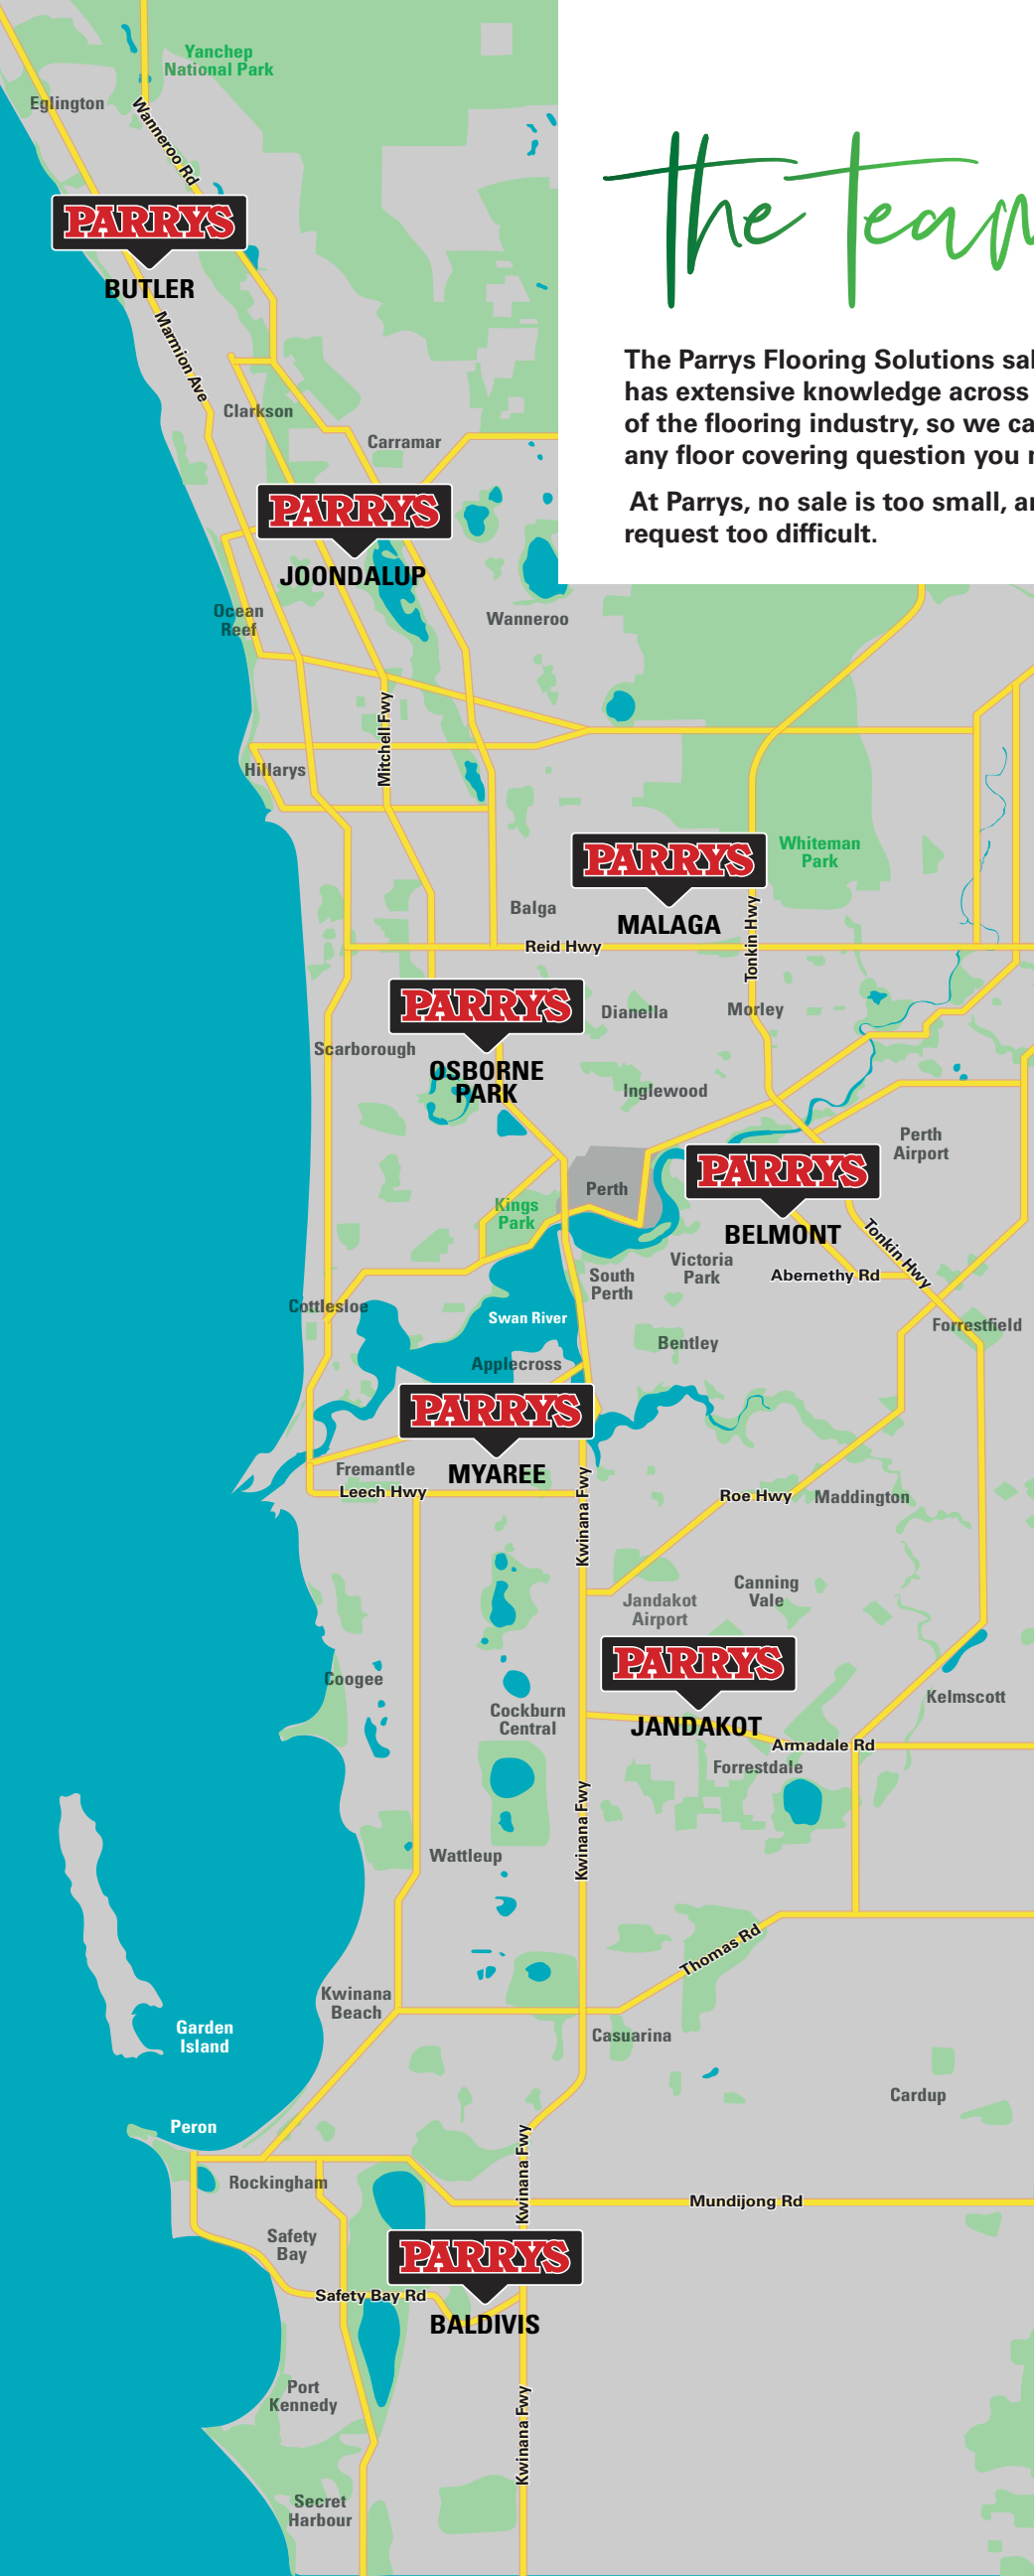 Yanchep
National Park
Eglington
Wanneroo Rd
PARRYS
BUTLER
the team
The Parrys Flooring Solutions sal
has extensive knowledge across
of the flooring industry, so we ca
any floor covering question you
At Parrys, no sale is too small, a
request too difficult.
Marmion Ave
Clarkson
Carramar
PARRYS
JOONDALUP
Ocean
Reef
Wanneroo
Mitchell Fwy
Hillarys
PARRYS
MALAGA
Whiteman
Park
Balga
Tonkin Hwy
Reid Hwy
PARRYS
OSBORNE
PARK
Dianella
Morley
Scarborough
Inglewood
Perth
Airport
PARRYS
BELMONT
Perth
Kings
Park
Tonkin Hwy
Victoria
Park
Abernethy Rd
South
Perth
Cottlesloe
Swan River
Forrestfield
Bentley
Applecross
PARRYS
MYAREE
Fremantle
Leech Hwy
Kwinana Fwy
Roe Hwy
Maddington
Canning
Vale
Jandakot
Airport
PARRYS
JANDAKOT
Coogee
Kelmscott
Cockburn
Central
Armadale Rd
Forrestdale
Kwinana Fwy
Wattleup
Thomas Rd
Kwinana
Beach
Garden
Island
Casuarina
Cardup
Peron
Kwinana Fwy
Rockingham
Mundijong Rd
Safety
Bay
PARRYS
BALDIVIS
Safety Bay Rd
Port
Kennedy
Kwinana Fwy
Secret
Harbour